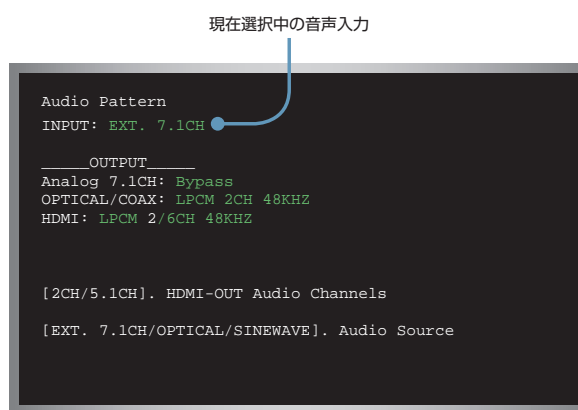 現在選択中の音声入力
Audio Pattern
INPUT: EXT. 7.1CH
_____OUTPUT_____
Analog 7.1CH: Bypass
OPTICAL/COAX: LPCM 2CH 48KHZ
HDMI: LPCM 2/6CH 48KHZ
[2CH/5.1CH]. HDMI-OUT Audio Channels
[EXT. 7.1CH/OPTICAL/SINEWAVE]. Audio Source